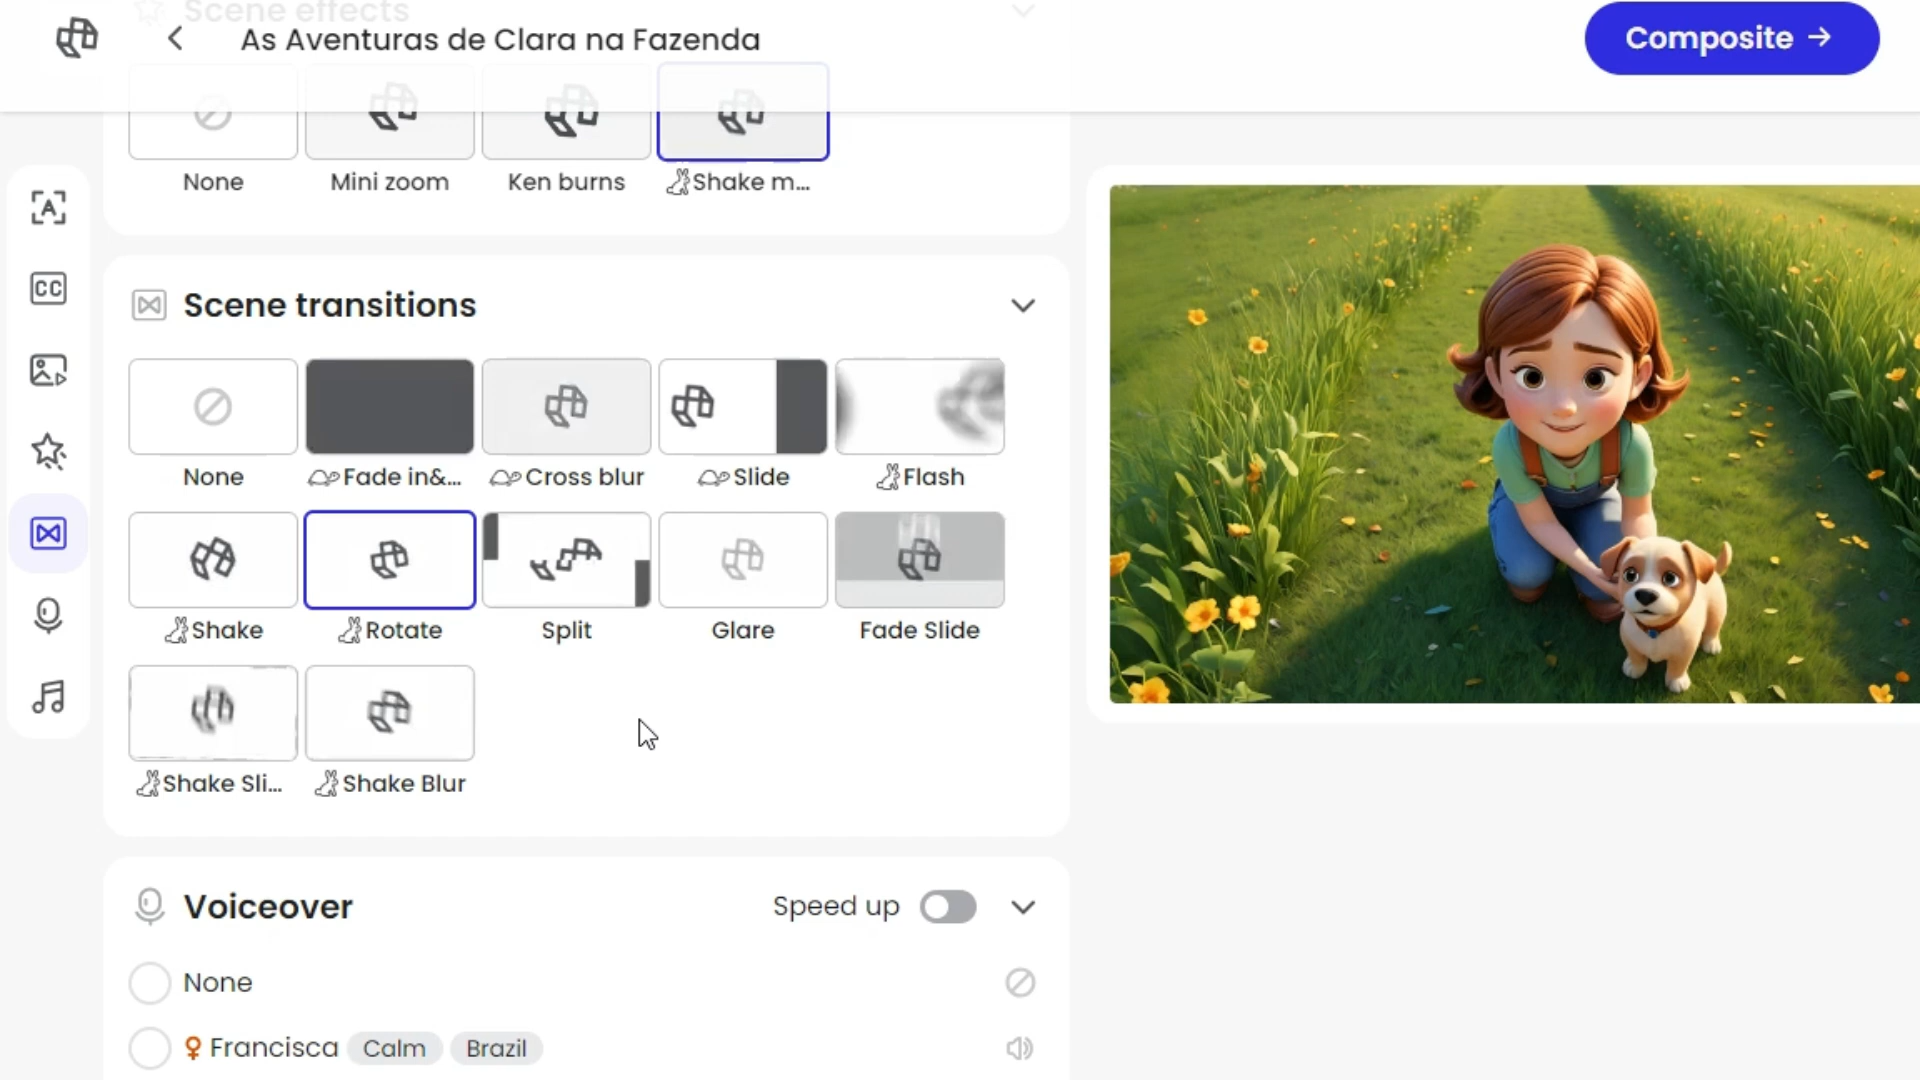 Scene effects
As Aventuras de Clara na Fazenda
Composite →
None
Mini zoom
Ken burns
Shake m...
CC
Scene transitions
None
Fade in&...
Cross blur
Slide
Flash
Shake
Rotate
Split
Glare
Fade Slide
Shake Sli...
Shake Blur
Voiceover
Speed up
None
Francisca Calm Brazil